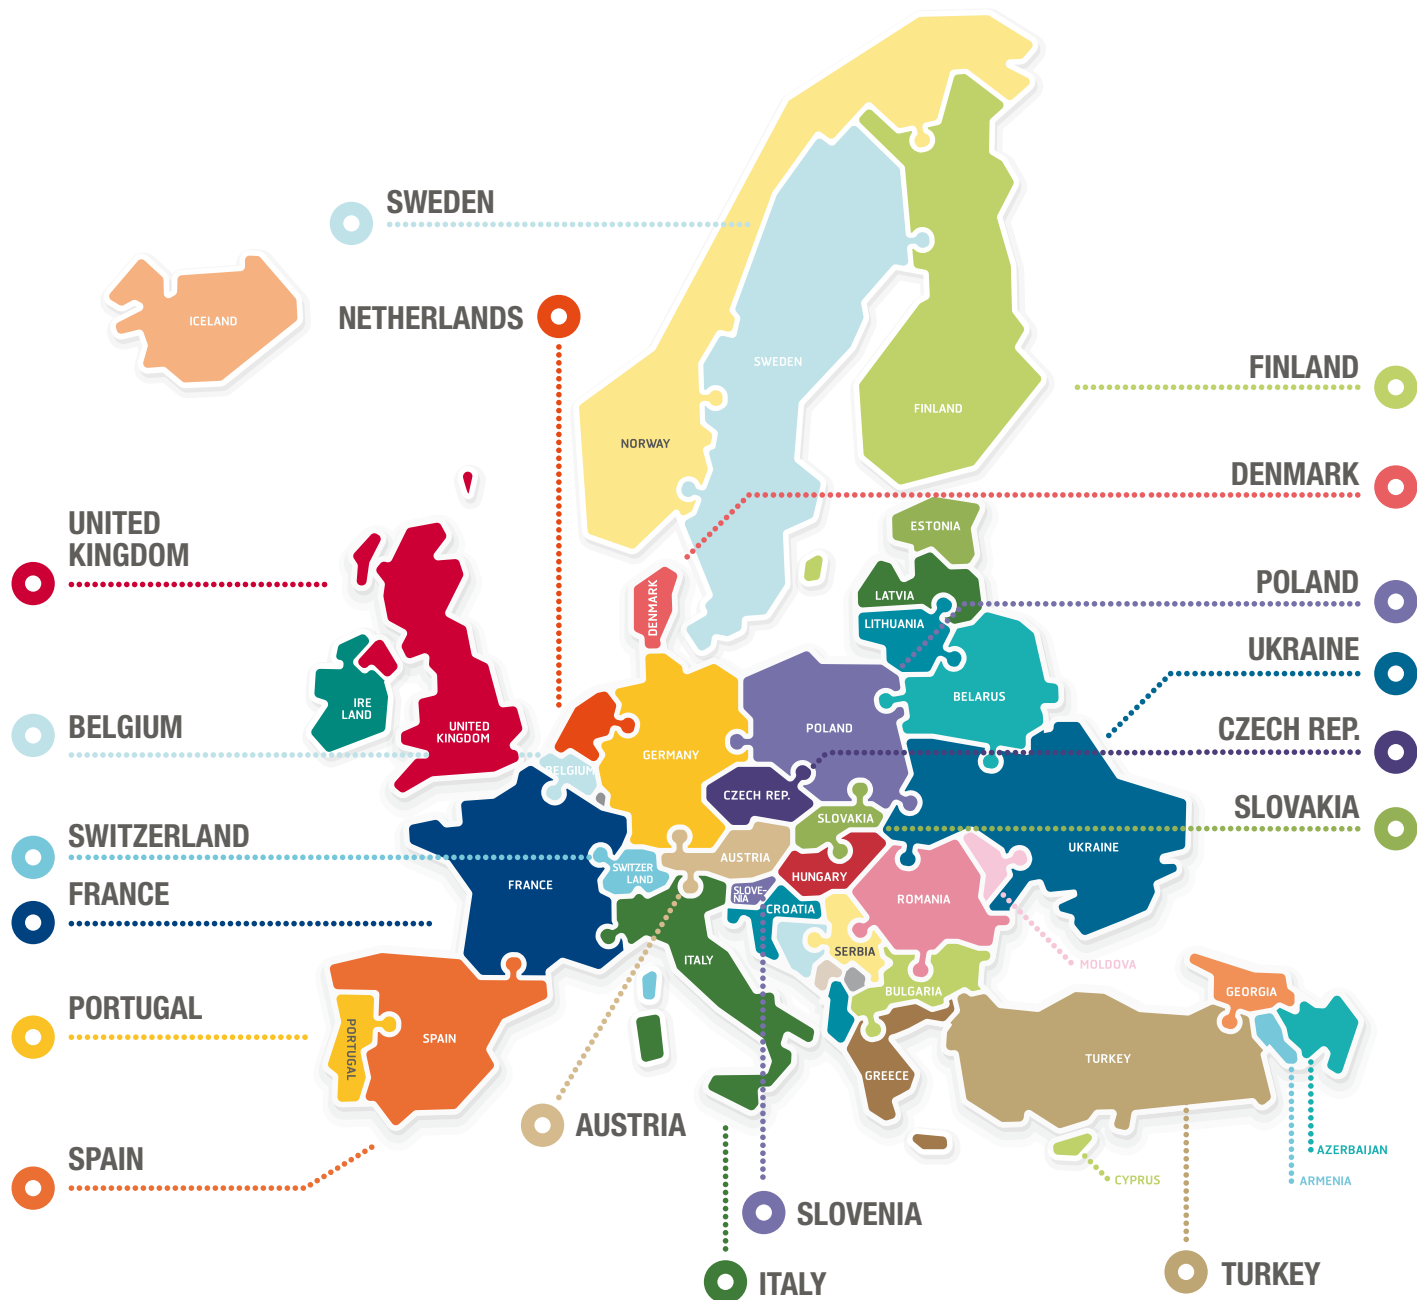 SWEDEN
NETHERLANDS
ICELAND
SWEDEN
FINLAND
FINLAND
NORWAY
DENMARK
UNITED
KINGDOM
ESTONIA
POLAND
DENMARK
LATVIA
LITHUANIA
UKRAINE
BELARUS
IRE
LAND
BELGIUM
UNITED
KINGDOM
POLAND
CZECH REP.
GERMANY
BELGIUM
CZECH REP.
SLOVAKIA
SLOVAKIA
SWITZERLAND
UKRAINE
AUSTRIA
SWITZER
LAND
HUNGARY
FRANCE
FRANCE
SLOVE-
NIA
CROATIA
ROMANIA
SERBIA
ITALY
MOLDOVA
BULGARIA
GEORGIA
PORTUGAL
PORTUGAL
SPAIN
TURKEY
GREECE
AUSTRIA
AZERBAIJAN
SPAIN
CYPRUS
ARMENIA
SLOVENIA
ITALY
TURKEY